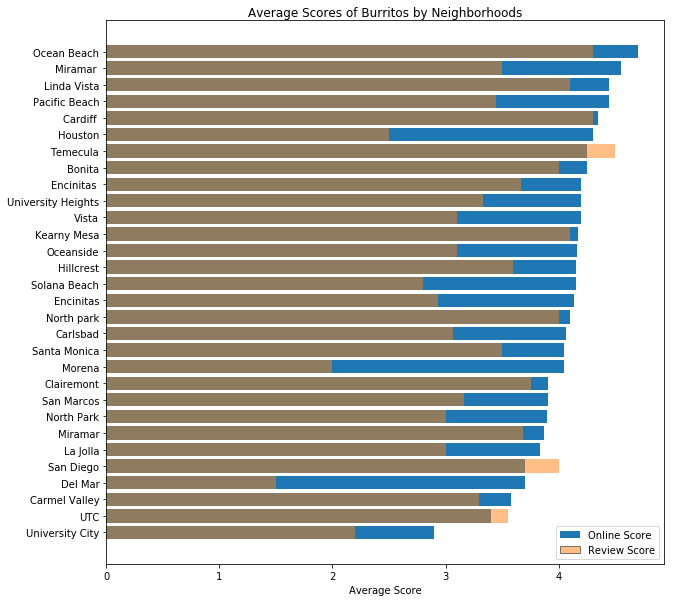 Average Scores of Burritos by Neighborhoods
Ocean Beach
Miramar
Linda Vista
Pacific Beach
Cardiff
Houston
Temecula
Bonita
Encinitas
University Heights
Vista
Kearny Mesa
Oceanside
Hillcrest
Solana Beach
Encinitas
North park
Carlsbad
Santa Monica
Morena
Clairemont
San Marcos
North Park
Miramar
La Jolla
San Diego
Del Mar
Carmel Valley
UTC
University City
Online Score
Review Score
0 1 2 3 4
Average Score